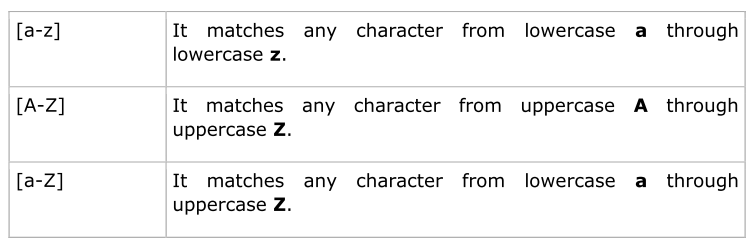 [a-z] It matches any character from lowercase a through
lowercase z.
[A-Z] It matches any character from uppercase A through
uppercase Z.
[a-Z] It matches any character from lowercase a through
uppercase Z.